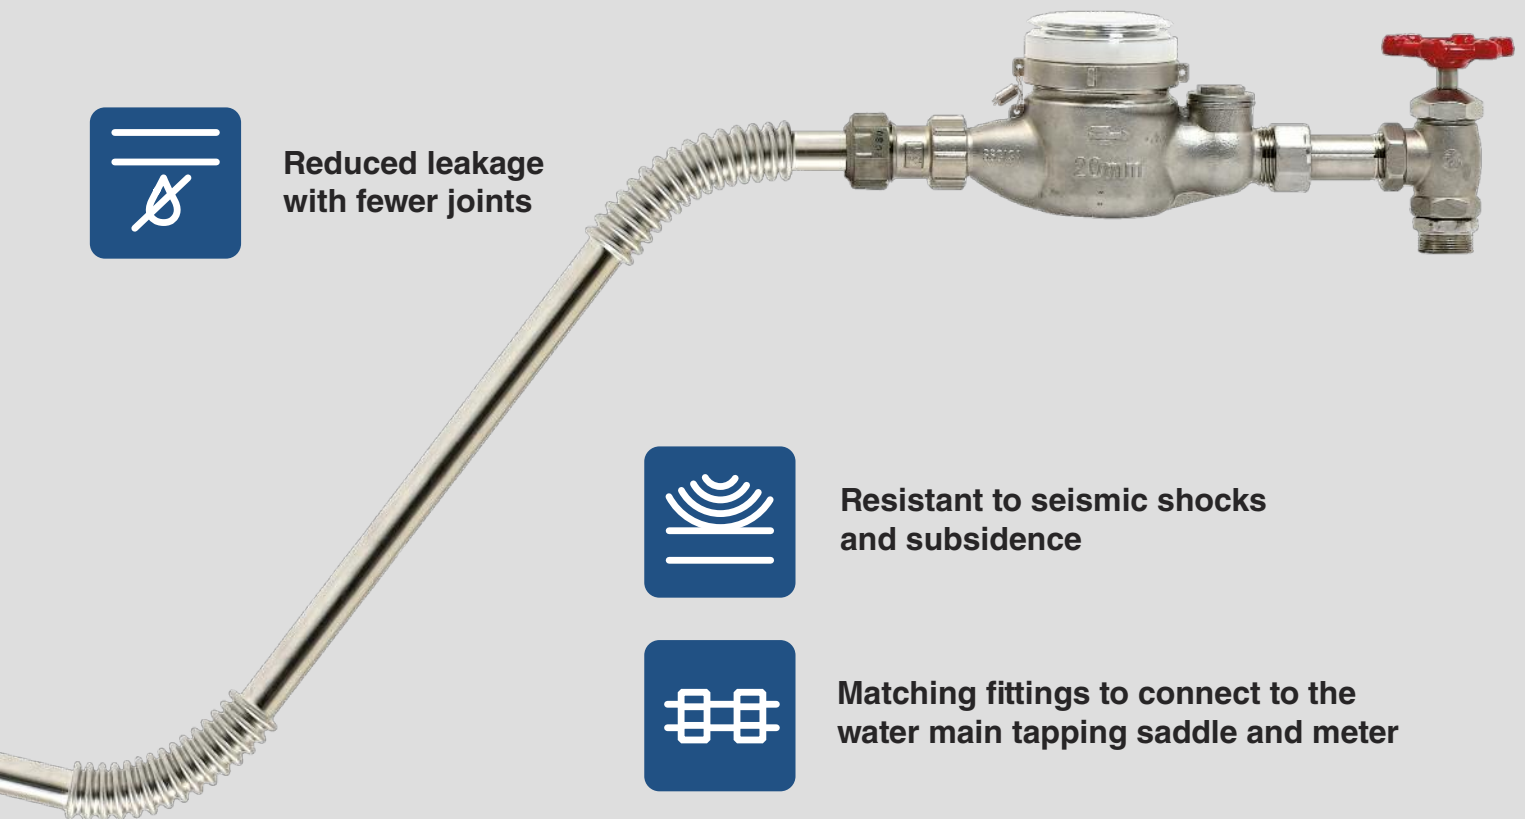 Reduced leakage
with fewer joints
20mm
Resistant to seismic shocks
and subsidence
Matching fittings to connect to the
water main tapping saddle and meter